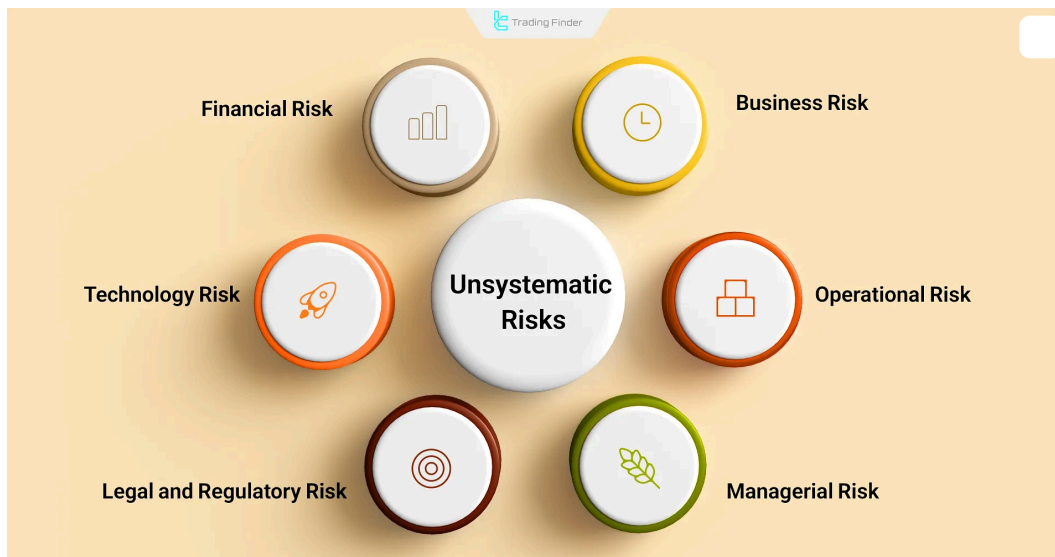 Trading Finder
Financial Risk
Business Risk
Technology Risk
Unsystematic
Risks
Operational Risk
Legal and Regulatory Risk
Managerial Risk